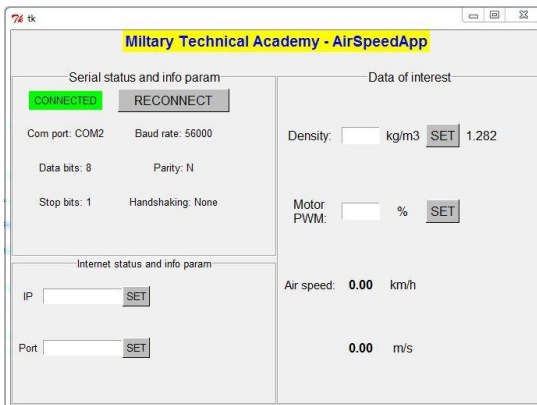 tk
Miltary Technical Academy - AirSpeedApp
Serial status and info param
CONNECTED RECONNECT
Com port: COM2 Baud rate: 56000
Data bits: 8 Parity: N
Stop bits: 1 Handshaking: None
Internet status and info param
IP SET
Port SET
Data of interest
Density: kg/m3 SET 1.282
Motor
PWM: % SET
Air speed: 0.00 km/h
0.00 m/s